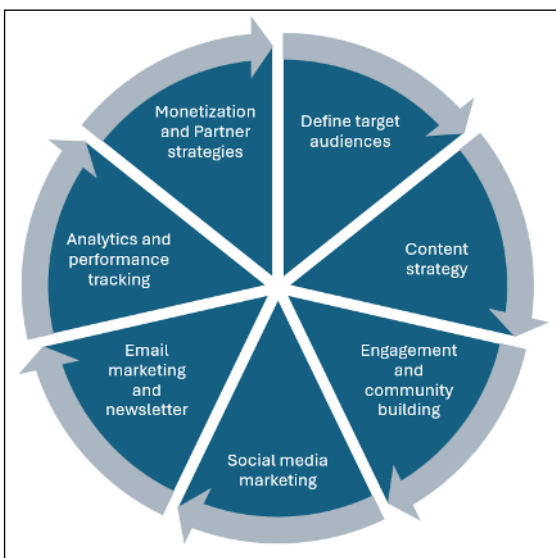 Define target
audiences
Content
strategy
Engagement
and
community
building
Social media
marketing
Email
marketing
and
newsletter
Analytics and
performance
tracking
Monetization
and Partner
strategies